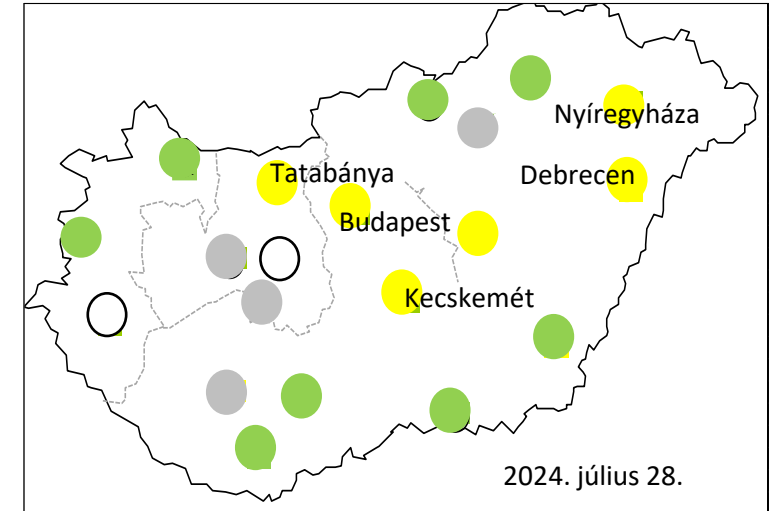 Nyíregyháza
Tatabánya
Debrecen
Budapest
Kecskemét
2024. július 28.